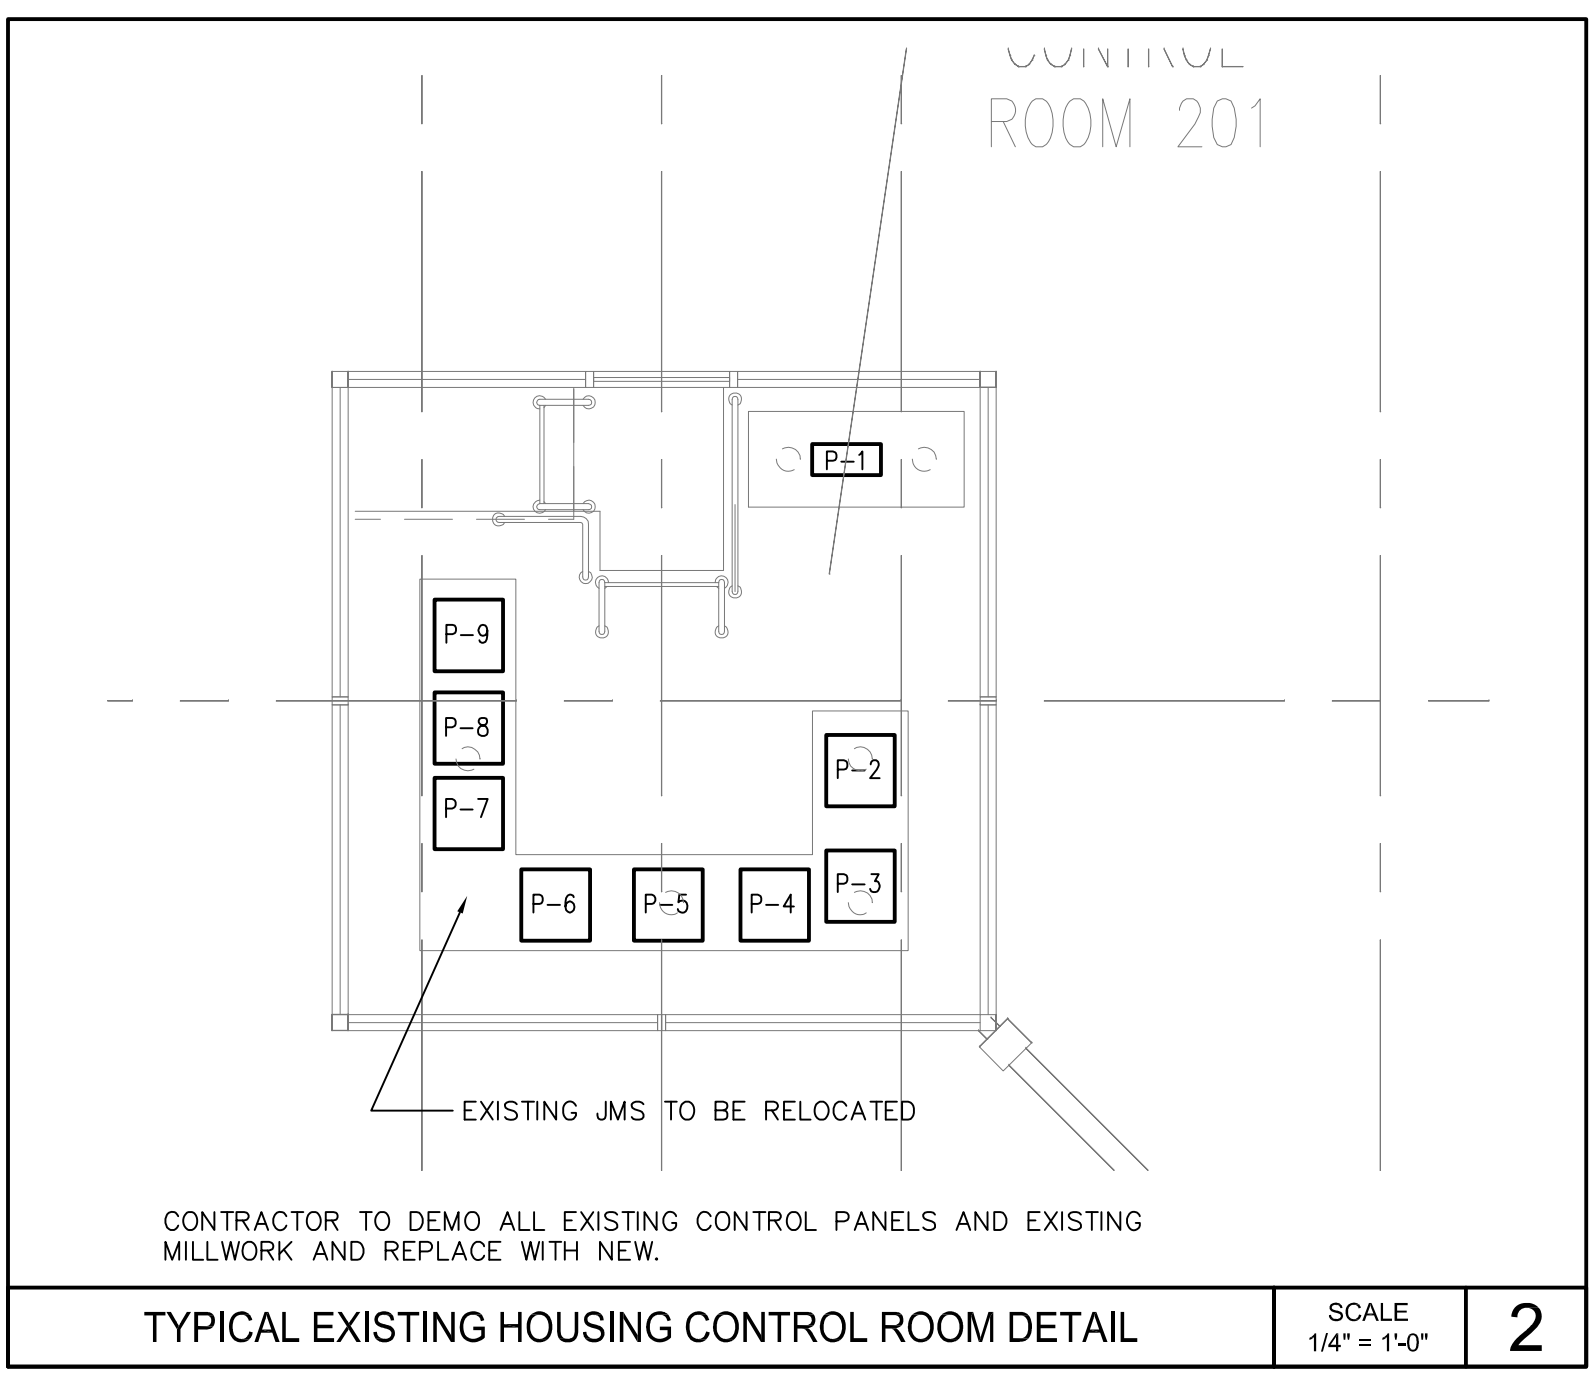 CONTROL
ROOM 201
P-1
P-9
P-8
P-2
P-7
P-3
P-6
P-5
P-4
EXISTING JMS TO BE RELOCATED
CONTRACTOR TO DEMO ALL EXISTING CONTROL PANELS AND EXISTING
MILLWORK AND REPLACE WITH NEW.
TYPICAL EXISTING HOUSING CONTROL ROOM DETAIL
SCALE
1/4" = 1'-0"
2